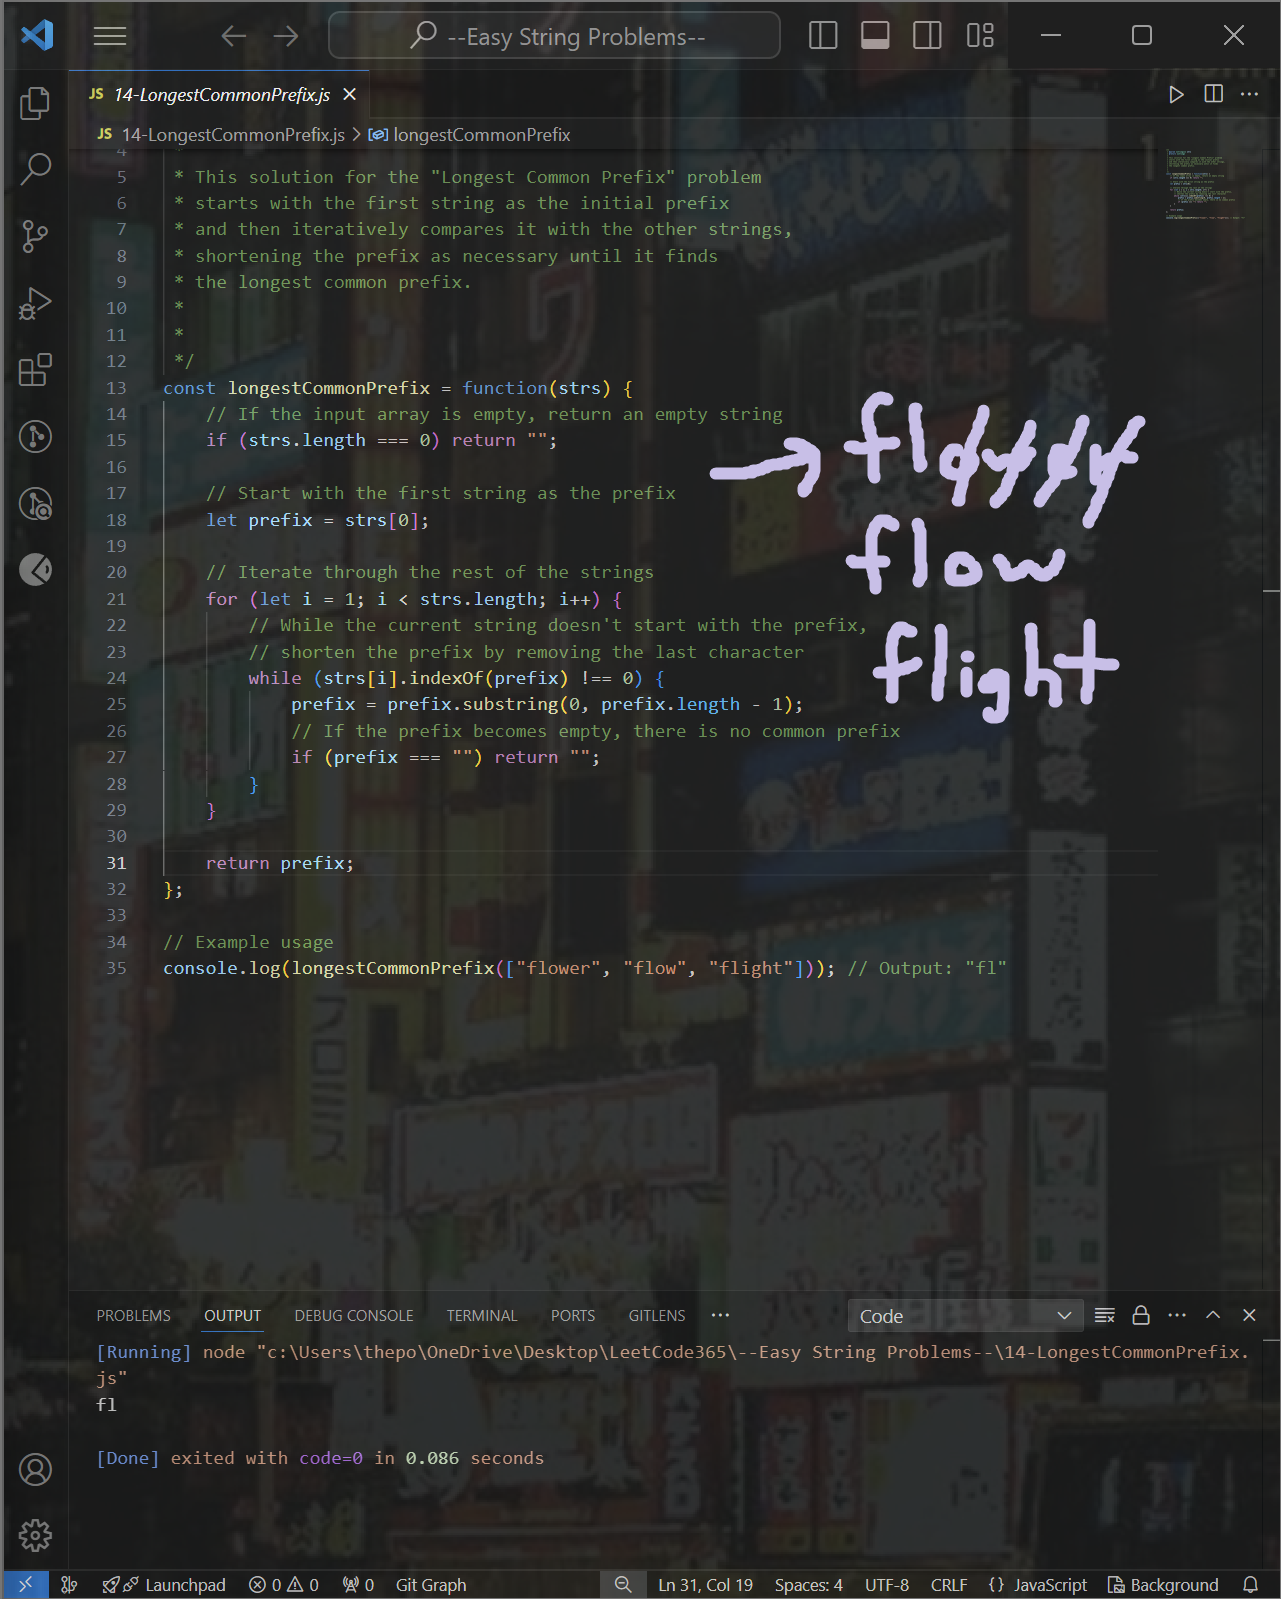 --Easy String Problems--
JS 14-LongestCommonPrefix.js
JS 14-LongestCommonPrefix.js > longestCommonPrefix
4 *
5 * This solution for the "Longest Common Prefix" problem
6 * starts with the first string as the initial prefix
7 * and then iteratively compares it with the other strings,
8 * shortening the prefix as necessary until it finds
9 * the longest common prefix.
10 *
11 *
12 */
13 const longestCommonPrefix = function(strs) {
14 // If the input array is empty, return an empty string
15 if (strs.length === 0) return "";
16
17 // Start with the first string as the prefix
18 let prefix = strs[0];
19
20 // Iterate through the rest of the strings
21 for (let i = 1; i < strs.length; i++) {
22 // While the current string doesn't start with the prefix,
23 // shorten the prefix by removing the last character
24 while (strs[i].indexOf(prefix) !== 0) {
25 prefix = prefix.substring(0, prefix.length - 1);
26 // If the prefix becomes empty, there is no common prefix
27 if (prefix === "") return "";
28 }
29 }
30
31 return prefix;
32 };
33
34 // Example usage
35 console.log(longestCommonPrefix(["flower", "flow", "flight"])); // Output: "fl"
→ flower
flow
flight
PROBLEMS OUTPUT DEBUG CONSOLE TERMINAL PORTS GITLENS ··· Code
[Running] node "c:\Users\thepo\OneDrive\Desktop\LeetCode365\--Easy String Problems--\14-LongestCommonPrefix.
js"
fl
[Done] exited with code=0 in 0.086 seconds
Launchpad 0 0 0 Git Graph Ln 31, Col 19 Spaces: 4 UTF-8 CRLF {} JavaScript Background